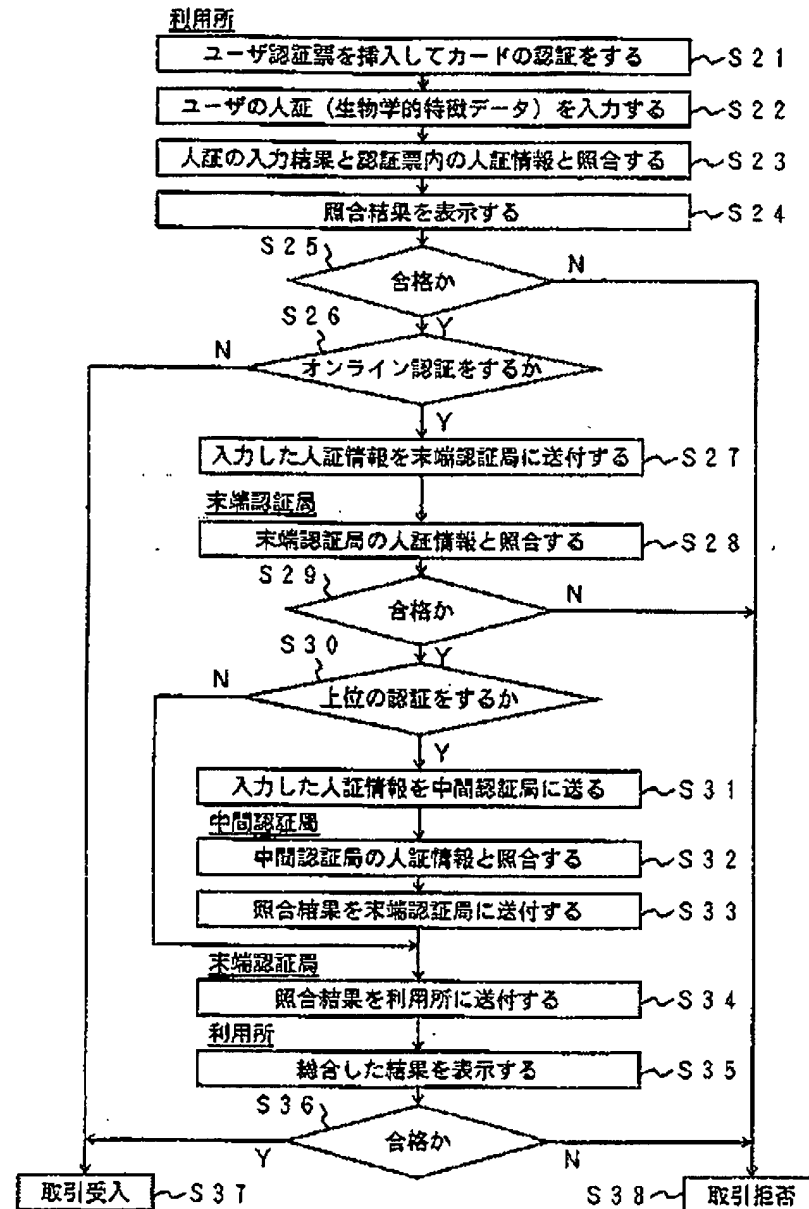 利用所
ユーザ認証票を挿入してカードの認証をする S21
ユーザの人証（生物学的特徴データ）を入力する S22
人証の入力結果と認証票内の人証情報と照合する S23
照合結果を表示する S24
S25
合格か
N
Y
S26
オンライン認証をするか
N
Y
入力した人証情報を末端認証局に送付する S27
末端認証局
末端認証局の人証情報と照合する S28
S29
合格か
N
Y
S30
上位の認証をするか
N
Y
入力した人証情報を中間認証局に送る S31
中間認証局
中間認証局の人証情報と照合する S32
照合結果を末端認証局に送付する S33
末端認証局
照合結果を利用所に送付する S34
利用所
総合した結果を表示する S35
S36
合格か
Y
N
取引受入 S37
S38 取引拒否